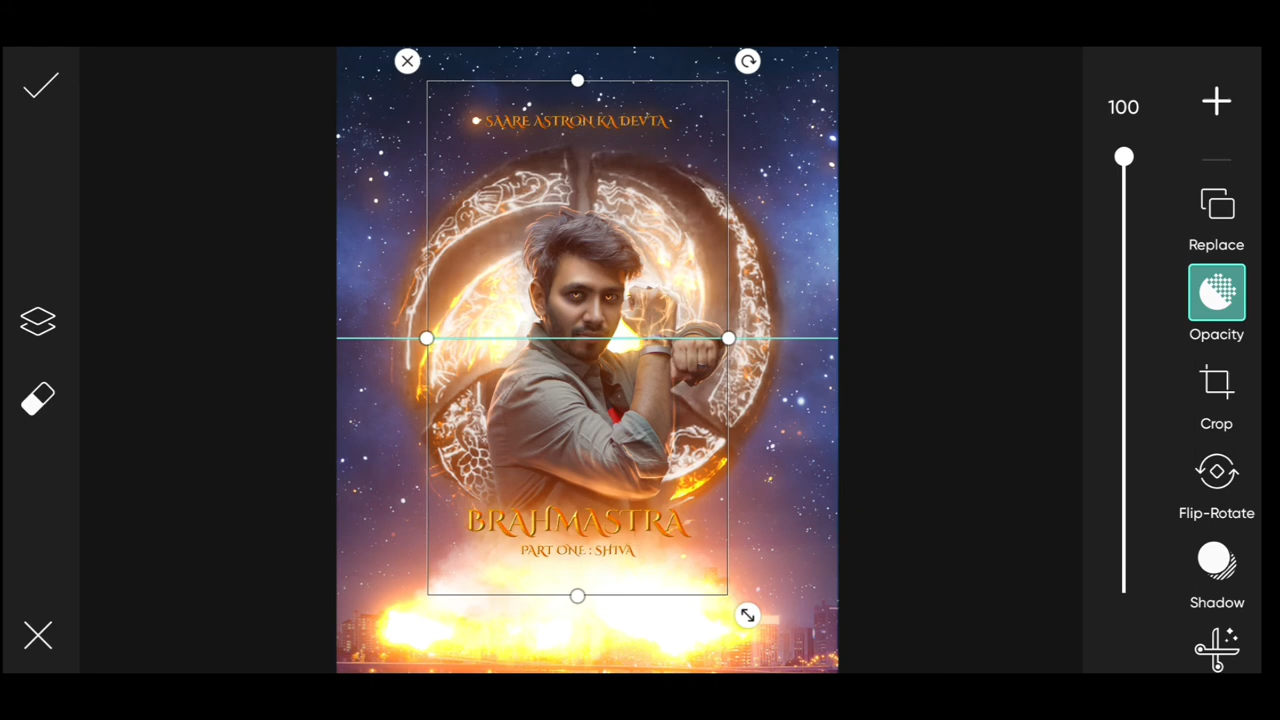 100
SAARE ASTRON KA DEVTA
Replace
Opacity
Crop
Flip-Rotate
BRAHMASTRA
PART ONE : SHIVA
Shadow